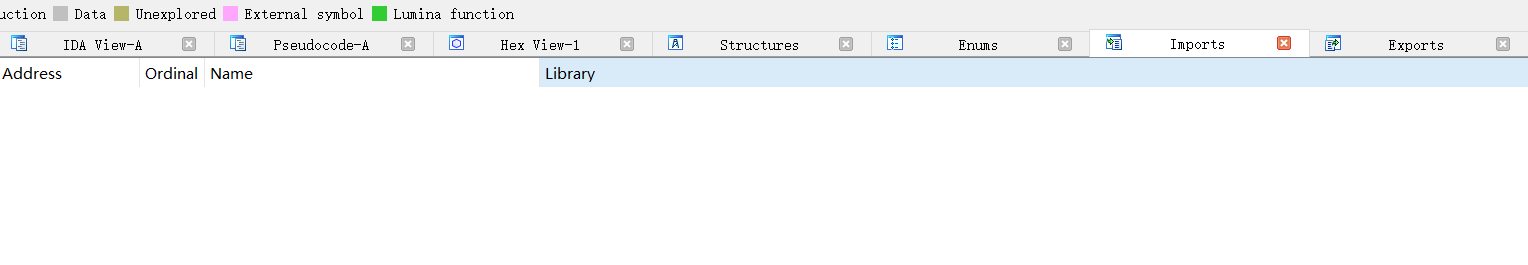 uction Data Unexplored External symbol Lumina function
IDA View-A Pseudocode-A Hex View-1 Structures Enums Imports Exports
Address Ordinal Name Library